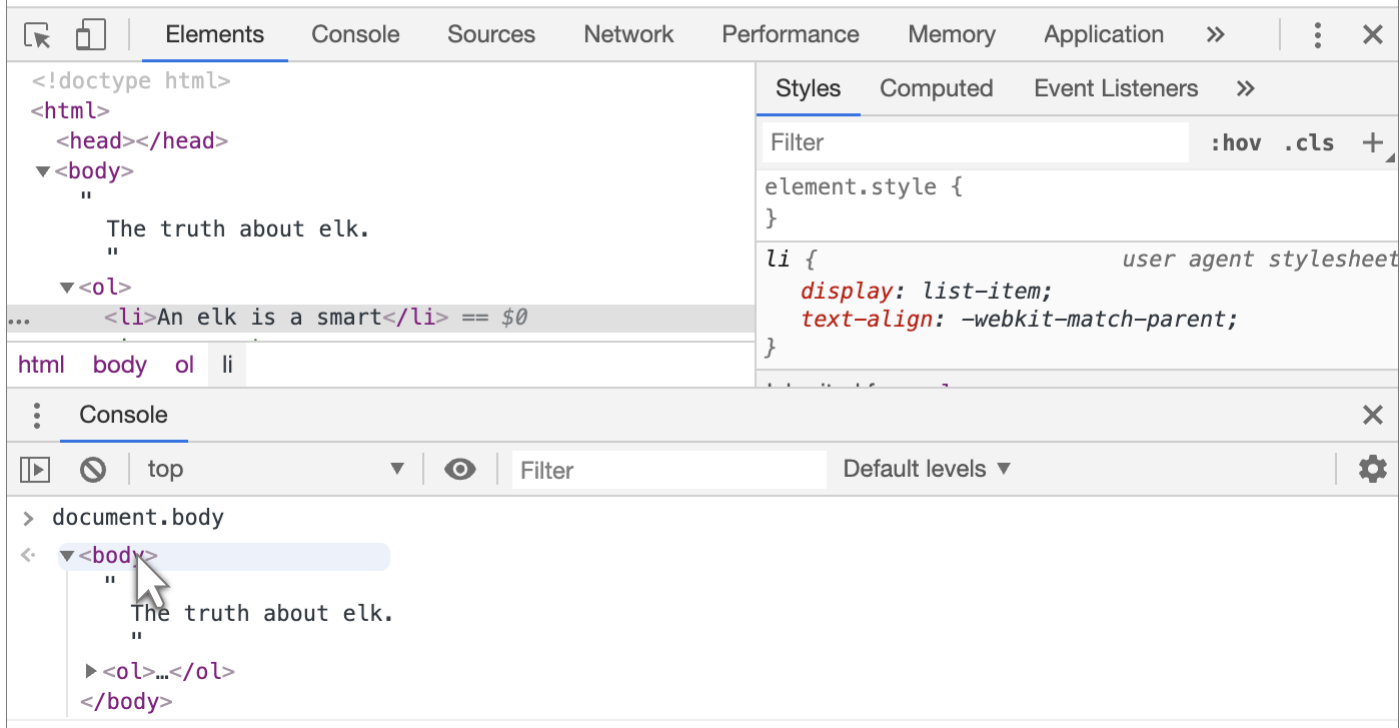 Elements Console Sources Network Performance Memory Application »
<!doctype html>
<html>
<head></head>
▼<body>
"
The truth about elk.
"
▼<ol>
… <li>An elk is a smart</li> == $0
html body ol li
Styles Computed Event Listeners »
Filter :hov .cls +
element.style {
}
li { user agent stylesheet
display: list-item;
text-align: -webkit-match-parent;
}
Console
top ▼ Filter Default levels ▼
> document.body
▼<body>
"
The truth about elk.
"
▶<ol>…</ol>
</body>